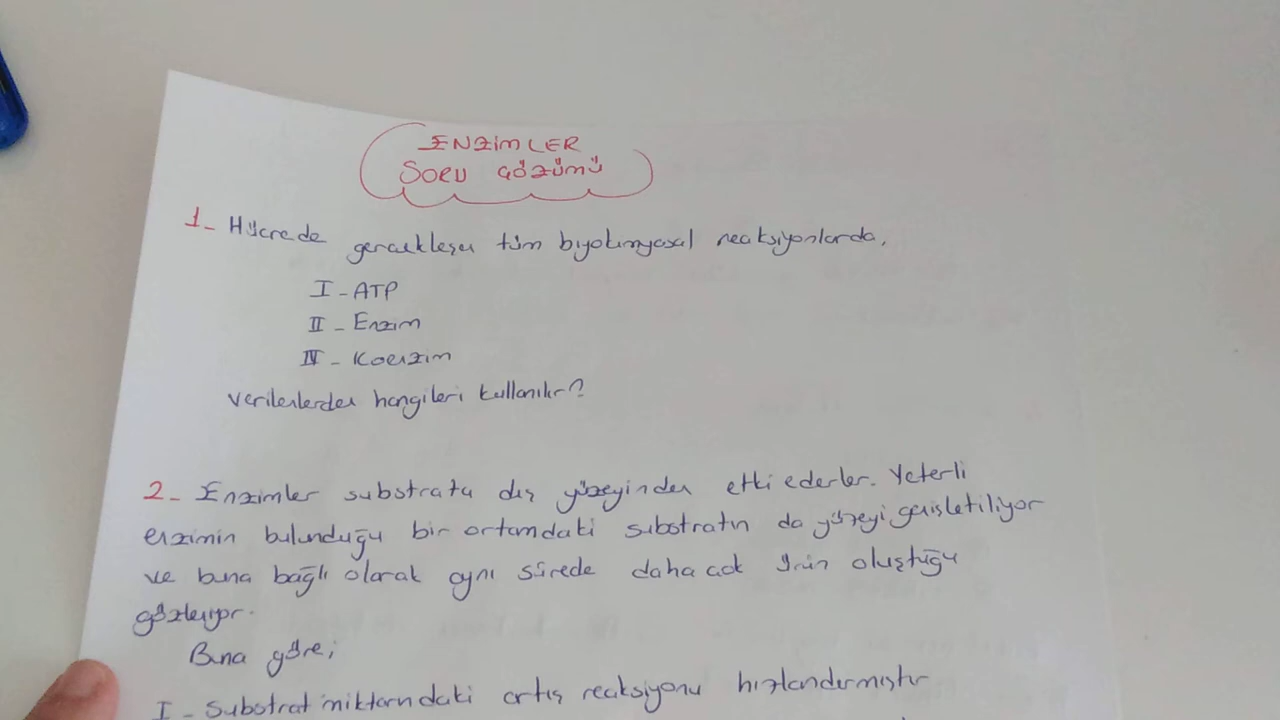 ENZİMLER
SORU ÇÖZÜMÜ
1- Hücrede gerçekleşen tüm biyokimyasal reaksiyonlarda,
I - ATP
II - Enzim
IV - Koenzim
verilenlerden hangileri kullanılır?
2- Enzimler substrata dış yüzeyinden etki ederler. Yeterli
enzimin bulunduğu bir ortamdaki substratın da yüzeyi genişletiliyor
ve buna bağlı olarak aynı sürede daha çok ürün oluştuğu
gözleniyor.
Buna göre;
I - Substrat miktarındaki artış reaksiyonu hızlandırmıştır